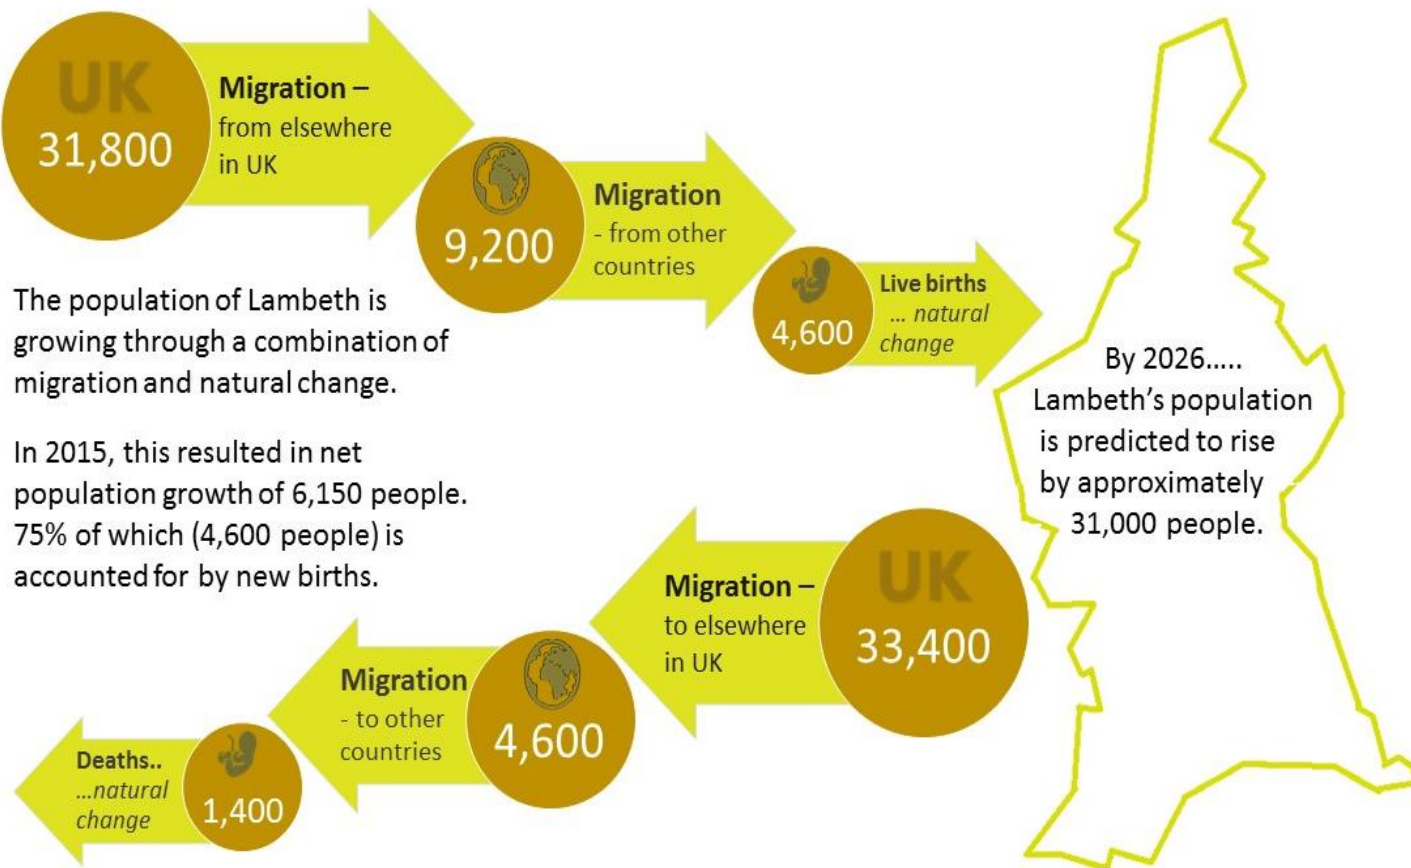 UK
31,800
Migration –
from elsewhere
in UK
9,200
Migration
- from other
countries
4,600
Live births
... natural
change
The population of Lambeth is
growing through a combination of
migration and natural change.
In 2015, this resulted in net
population growth of 6,150 people.
75% of which (4,600 people) is
accounted for by new births.
By 2026.....
Lambeth’s population
is predicted to rise
by approximately
31,000 people.
UK
33,400
Migration –
to elsewhere
in UK
4,600
Migration
- to other
countries
1,400
Deaths..
...natural
change